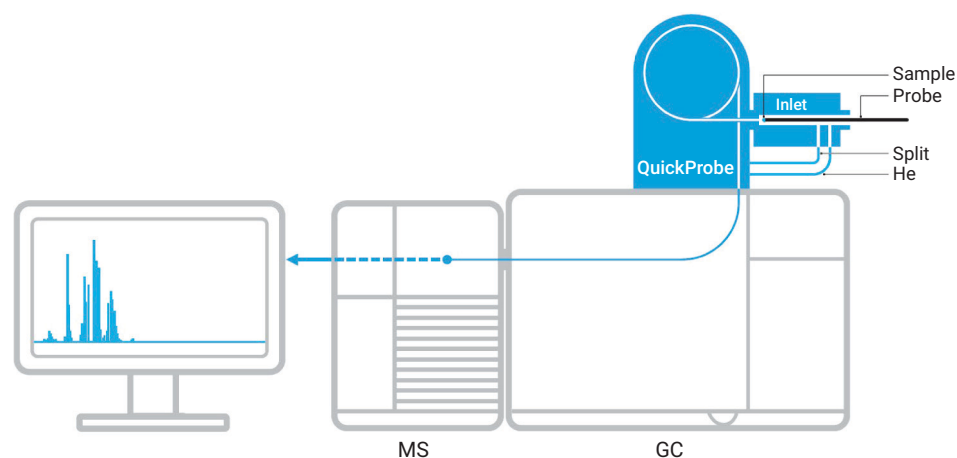 Sample
Inlet
Probe
Split
QuickProbe
He
MS
GC